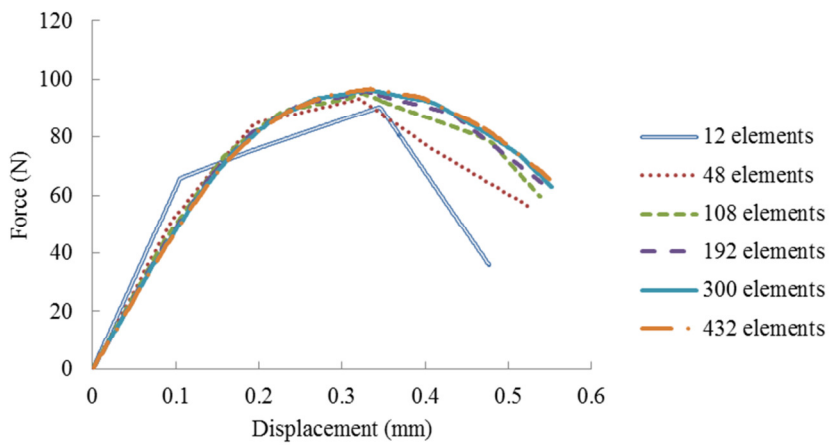 120
100
80
60
40
20
0
Force (N)
0 0.1 0.2 0.3 0.4 0.5 0.6
Displacement (mm)
12 elements
48 elements
108 elements
192 elements
300 elements
432 elements